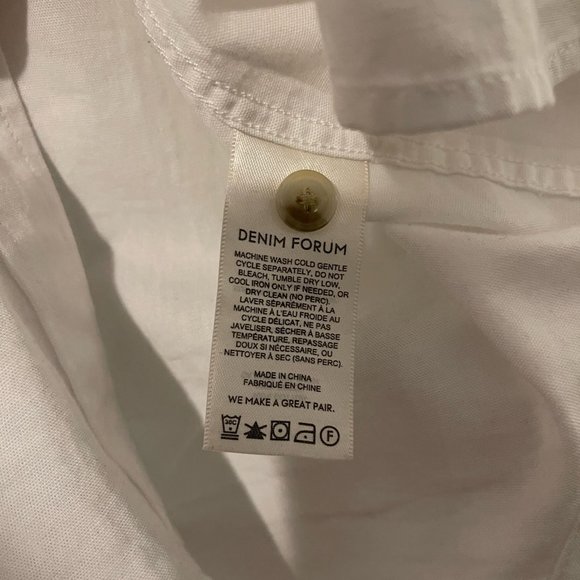 DENIM FORUM
MACHINE WASH COLD GENTLE
CYCLE SEPARATELY, DO NOT
BLEACH, TUMBLE DRY LOW,
COOL IRON ONLY IF NEEDED, OR
DRY CLEAN (NO PERC).
LAVER SÉPARÉMENT À LA
MACHINE À L'EAU FROIDE AU
CYCLE DÉLICAT, NE PAS
JAVELISER, SÉCHER À BASSE
TEMPÉRATURE, REPASSAGE
DOUX SI NÉCESSAIRE, OU
NETTOYER À SEC (SANS PERC).
MADE IN CHINA
FABRIQUÉ EN CHINE
WE MAKE A GREAT PAIR.
30C F